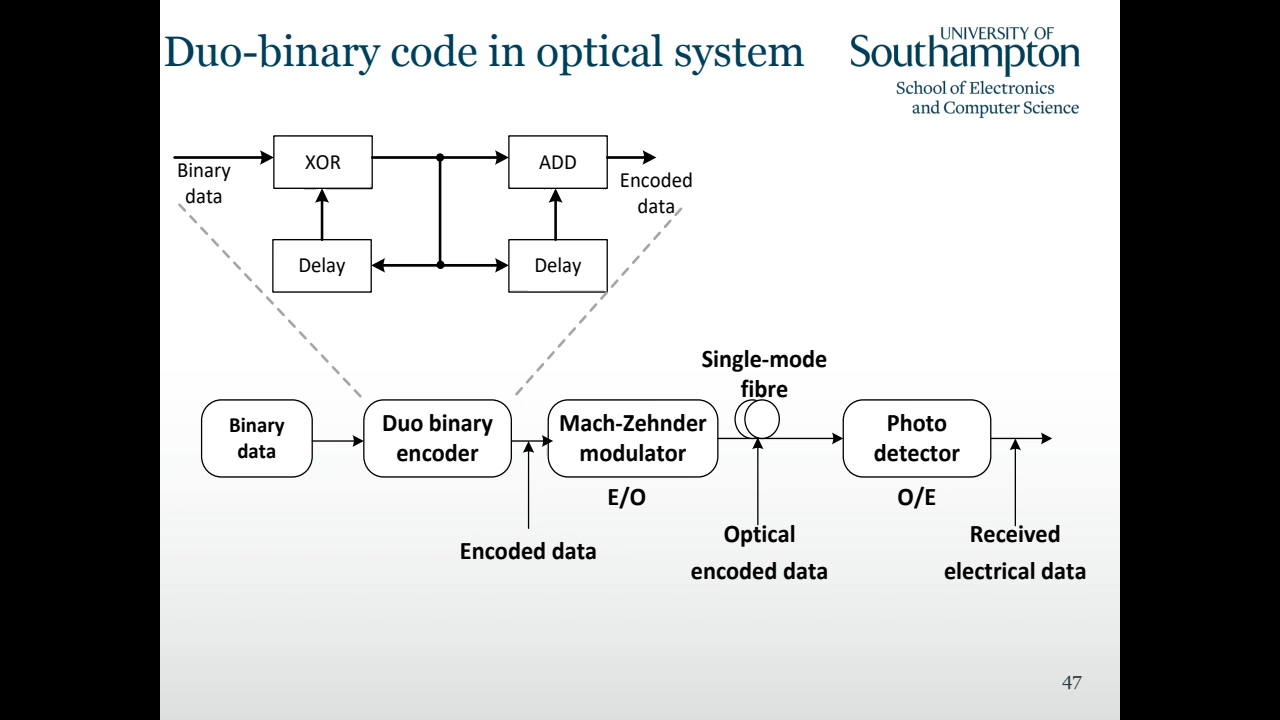 Duo-binary code in optical system
UNIVERSITY OF
Southampton
School of Electronics
and Computer Science
XOR
ADD
Binary
data
Encoded
data
Delay
Delay
Single-mode
fibre
Binary
data
Duo binary
encoder
Mach-Zehnder
modulator
Photo
detector
E/O
O/E
Encoded data
Optical
encoded data
Received
electrical data
47